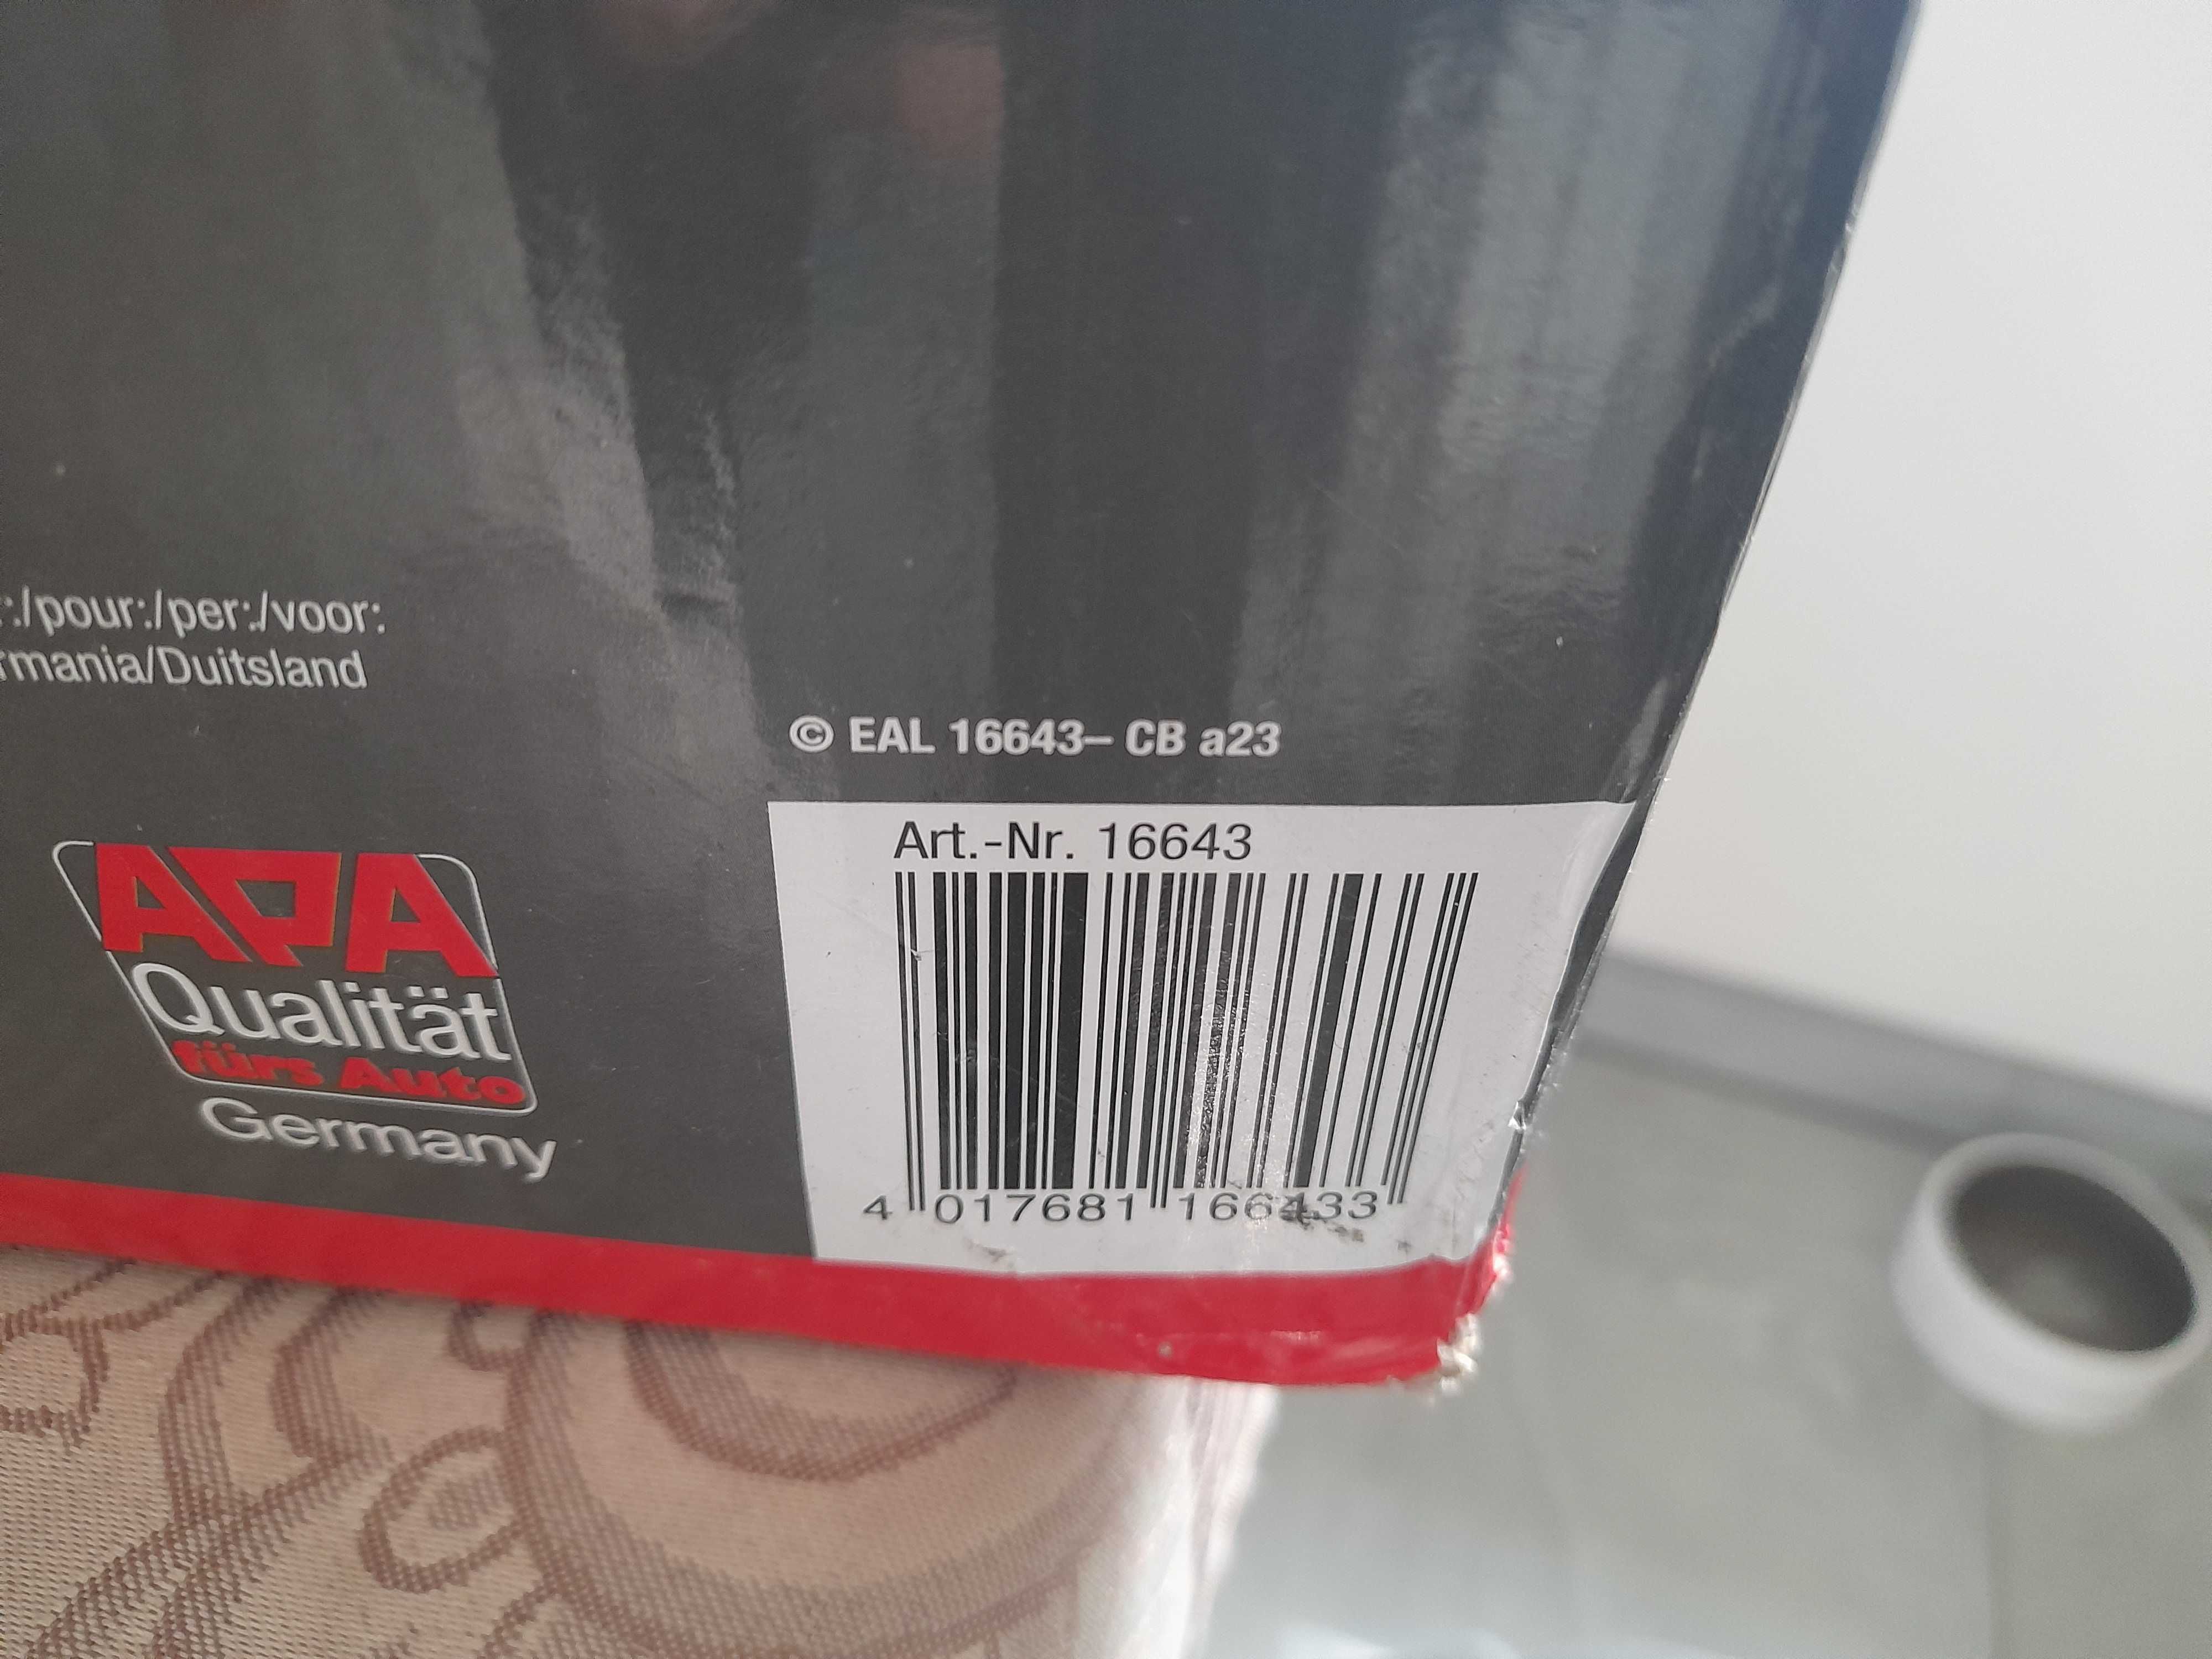 :/pour:/per:/voor:
rmania/Duitsland
© EAL 16643– CB a23
Art.-Nr. 16643
APA
Qualität
fürs Auto
Germany
4 017681 166433